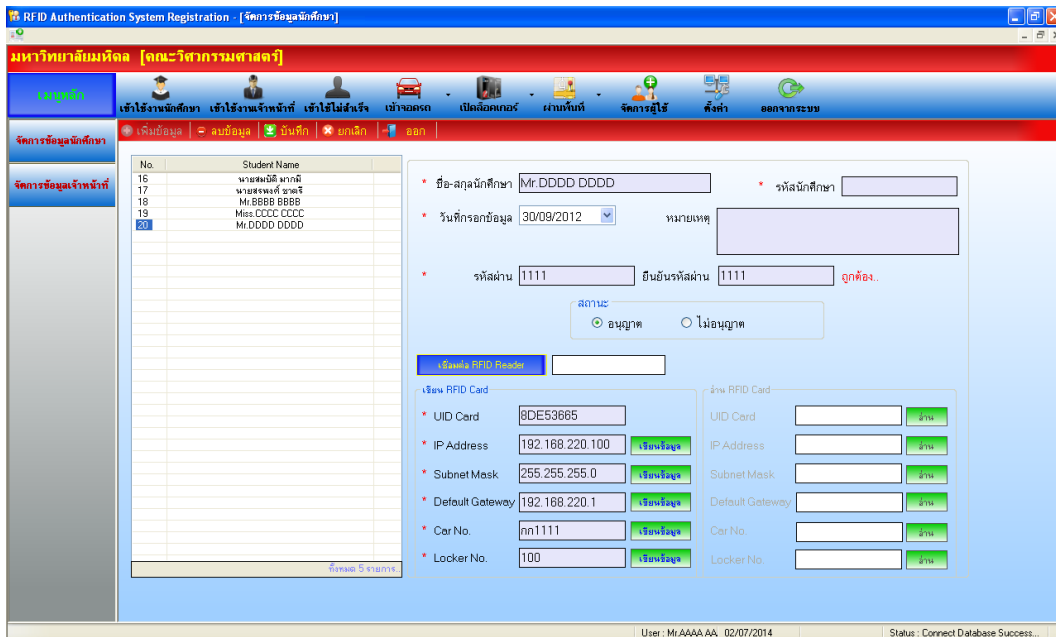 RFID Authentication System Registration - [จัดการข้อมูลนักศึกษา]
มหาวิทยาลัยมหิดล [คณะวิศวกรรมศาสตร์]
เมนูหลัก
เข้าใช้งานนักศึกษา เข้าใช้งานเจ้าหน้าที่ เข้าใช้ไม่สำเร็จ เข้าจอดรถ เปิดล็อคเกอร์ ผ่านพื้นที่ จัดการผู้ใช้ ตั้งค่า ออกจากระบบ
เพิ่มข้อมูล ลบข้อมูล บันทึก ยกเลิก ออก
จัดการข้อมูลนักศึกษา
จัดการข้อมูลเจ้าหน้าที่
No. Student Name
16 นายสมบัติ มากมี
17 นายสรพงศ์ ชาตรี
18 Mr.BBBB BBBB
19 Miss.CCCC CCCC
20 Mr.DDDD DDDD
ทั้งหมด 5 รายการ..
* ชื่อ-สกุลนักศึกษา Mr.DDDD DDDD * รหัสนักศึกษา
* วันที่กรอกข้อมูล 30/09/2012 หมายเหตุ
* รหัสผ่าน 1111 ยืนยันรหัสผ่าน 1111 ถูกต้อง..
สถานะ
อนุญาต ไม่อนุญาต
เชื่อมต่อ RFID Reader
เขียน RFID Card อ่าน RFID Card
* UID Card 8DE53665 UID Card อ่าน
* IP Address 192.168.220.100 เขียนข้อมูล IP Address อ่าน
* Subnet Mask 255.255.255.0 เขียนข้อมูล Subnet Mask อ่าน
* Default Gateway 192.168.220.1 เขียนข้อมูล Default Gateway อ่าน
* Car No. กก1111 เขียนข้อมูล Car No. อ่าน
* Locker No. 100 เขียนข้อมูล Locker No. อ่าน
User : Mr.AAAA AA, 02/07/2014 Status : Connect Database Success...